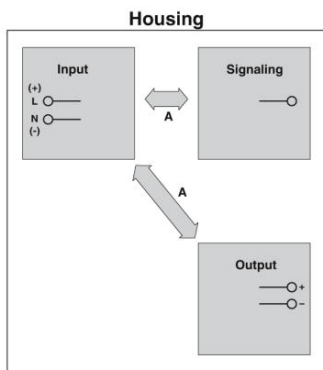 Housing
Input
(+)
L
N
(-)
A
Signaling
A
Output
+
–